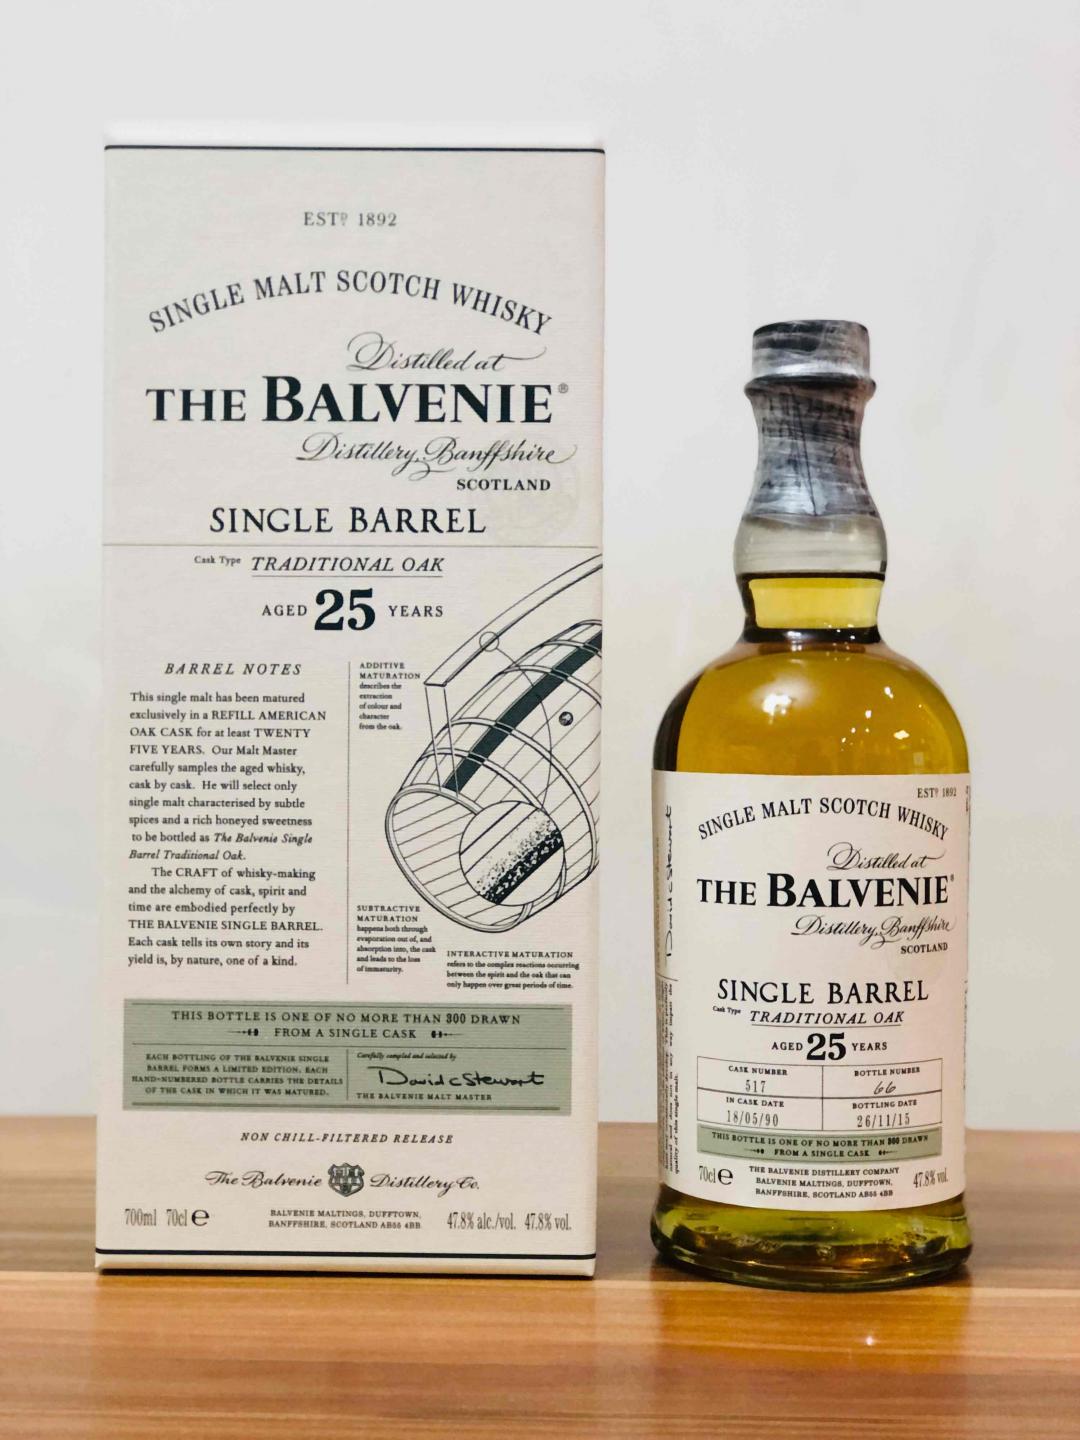 ESTD 1892
SINGLE MALT SCOTCH WHISKY
Distilled at
THE BALVENIE®
Distillery, Banffshire
SCOTLAND
SINGLE BARREL
Cask Type TRADITIONAL OAK
AGED 25 YEARS
BARREL NOTES
This single malt has been matured
exclusively in a REFILL AMERICAN
OAK CASK for at least TWENTY
FIVE YEARS. Our Malt Master
carefully samples the aged whisky,
cask by cask. He will select only
single malt characterised by subtle
spices and a rich honeyed sweetness
to be bottled as The Balvenie Single
Barrel Traditional Oak.
The CRAFT of whisky-making
and the alchemy of cask, spirit and
time are embodied perfectly by
THE BALVENIE SINGLE BARREL.
Each cask tells its own story and its
yield is, by nature, one of a kind.
ADDITIVE
MATURATION
describes the
extraction
of colour and
character
from the oak.
SUBTRACTIVE
MATURATION
happens both through
evaporation out of, and
absorption into, the cask
and leads to the loss
of immaturity.
INTERACTIVE MATURATION
refers to the complex reactions occurring
between the spirit and the oak that can
only happen over great periods of time.
THIS BOTTLE IS ONE OF NO MORE THAN 300 DRAWN
FROM A SINGLE CASK
EACH BOTTLING OF THE BALVENIE SINGLE
BARREL FORMS A LIMITED EDITION. EACH
HAND-NUMBERED BOTTLE CARRIES THE DETAILS
OF THE CASK IN WHICH IT WAS MATURED.
Carefully sampled and selected by
David C Stewart
THE BALVENIE MALT MASTER
NON CHILL-FILTERED RELEASE
The Balvenie Distillery Co.
700ml 70cl e
BALVENIE MALTINGS, DUFFTOWN,
BANFFSHIRE, SCOTLAND AB55 4BB
47.8% alc./vol. 47.8% vol.
ESTD 1892
SINGLE MALT SCOTCH WHISKY
Distilled at
THE BALVENIE®
Distillery, Banffshire
SCOTLAND
SINGLE BARREL
Cask Type TRADITIONAL OAK
AGED 25 YEARS
CASK NUMBER
517
BOTTLE NUMBER
66
IN CASK DATE
18/05/90
BOTTLING DATE
26/11/15
THIS BOTTLE IS ONE OF NO MORE THAN 300 DRAWN
FROM A SINGLE CASK
70cl e
THE BALVENIE DISTILLERY COMPANY
BALVENIE MALTINGS, DUFFTOWN,
BANFFSHIRE, SCOTLAND AB55 4BB
47.8% vol.
David C Stewart
quality of this single malt.